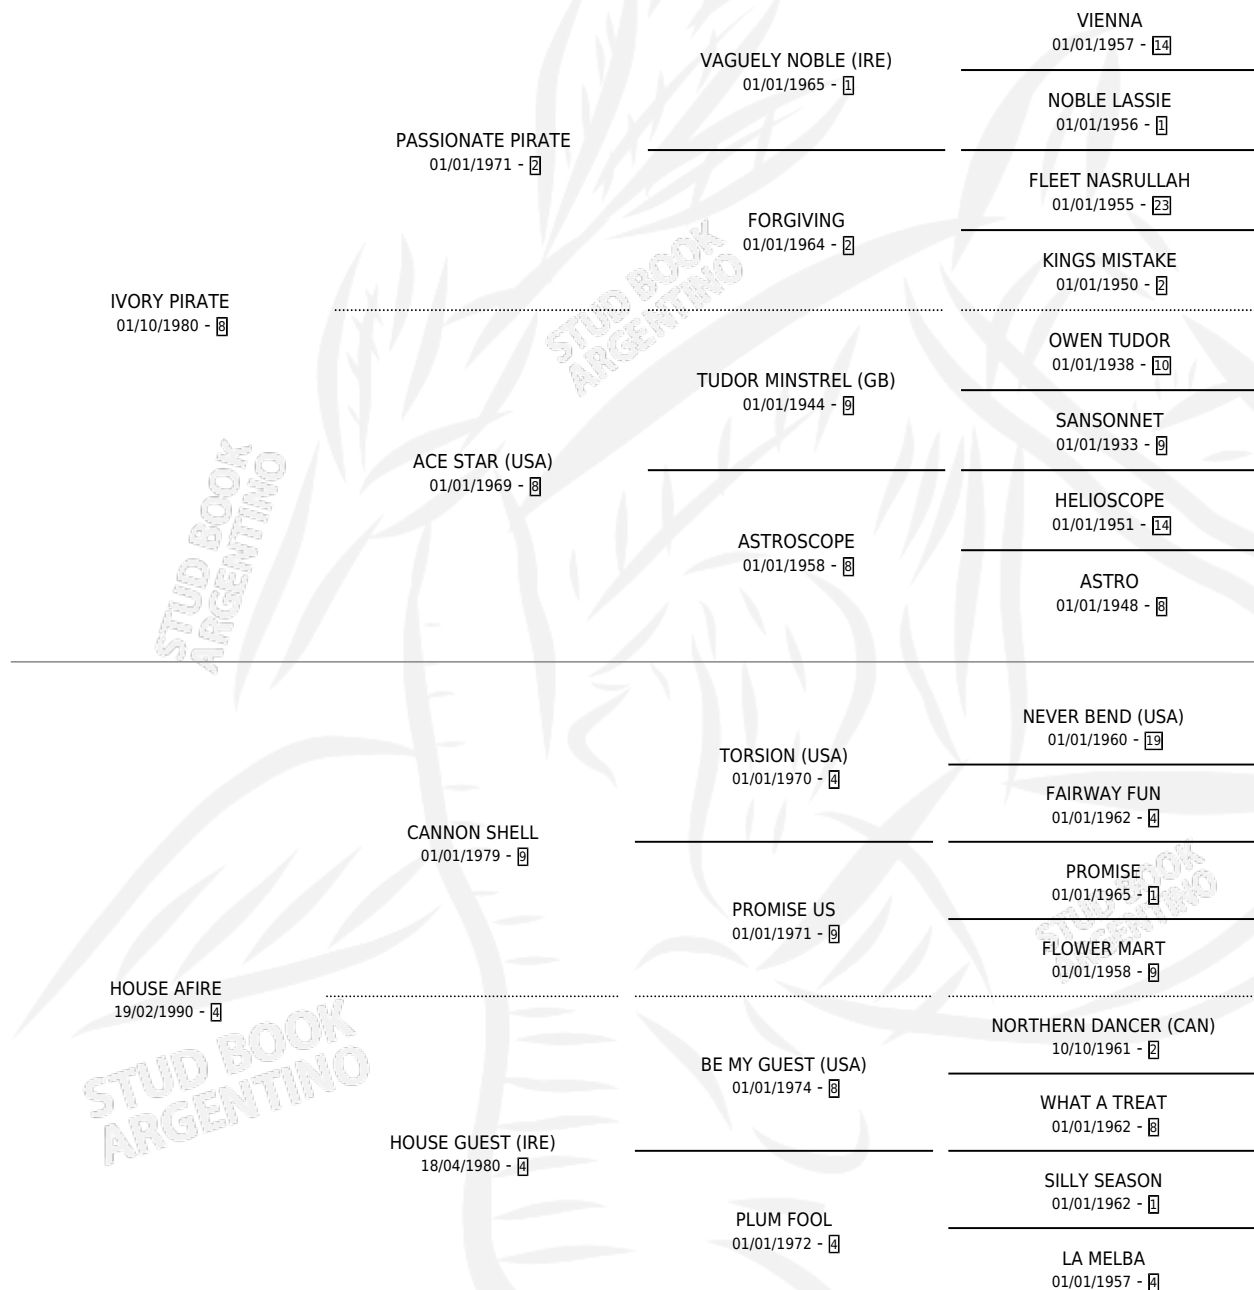 VIENNA
01/01/1957 - 14
VAGUELY NOBLE (IRE)
01/01/1965 - 1
NOBLE LASSIE
01/01/1956 - 1
PASSIONATE PIRATE
01/01/1971 - 2
FLEET NASRULLAH
01/01/1955 - 23
FORGIVING
01/01/1964 - 2
KINGS MISTAKE
01/01/1950 - 2
IVORY PIRATE
01/10/1980 - 8
OWEN TUDOR
01/01/1938 - 10
TUDOR MINSTREL (GB)
01/01/1944 - 9
SANSONNET
01/01/1933 - 9
ACE STAR (USA)
01/01/1969 - 8
HELIOSCOPE
01/01/1951 - 14
ASTROSCOPE
01/01/1958 - 8
ASTRO
01/01/1948 - 8
STUD BOOK
ARGENTINO
STUD BOOK
ARGENTINO
NEVER BEND (USA)
01/01/1960 - 19
TORSION (USA)
01/01/1970 - 4
FAIRWAY FUN
01/01/1962 - 4
CANNON SHELL
01/01/1979 - 9
PROMISE
01/01/1965 - 1
PROMISE US
01/01/1971 - 9
FLOWER MART
01/01/1958 - 9
STUD BOOK
ARGENTINO
HOUSE AFIRE
19/02/1990 - 4
NORTHERN DANCER (CAN)
10/10/1961 - 2
BE MY GUEST (USA)
01/01/1974 - 8
WHAT A TREAT
01/01/1962 - 8
STUD BOOK
ARGENTINO
HOUSE GUEST (IRE)
18/04/1980 - 4
SILLY SEASON
01/01/1962 - 1
PLUM FOOL
01/01/1972 - 4
LA MELBA
01/01/1957 - 4